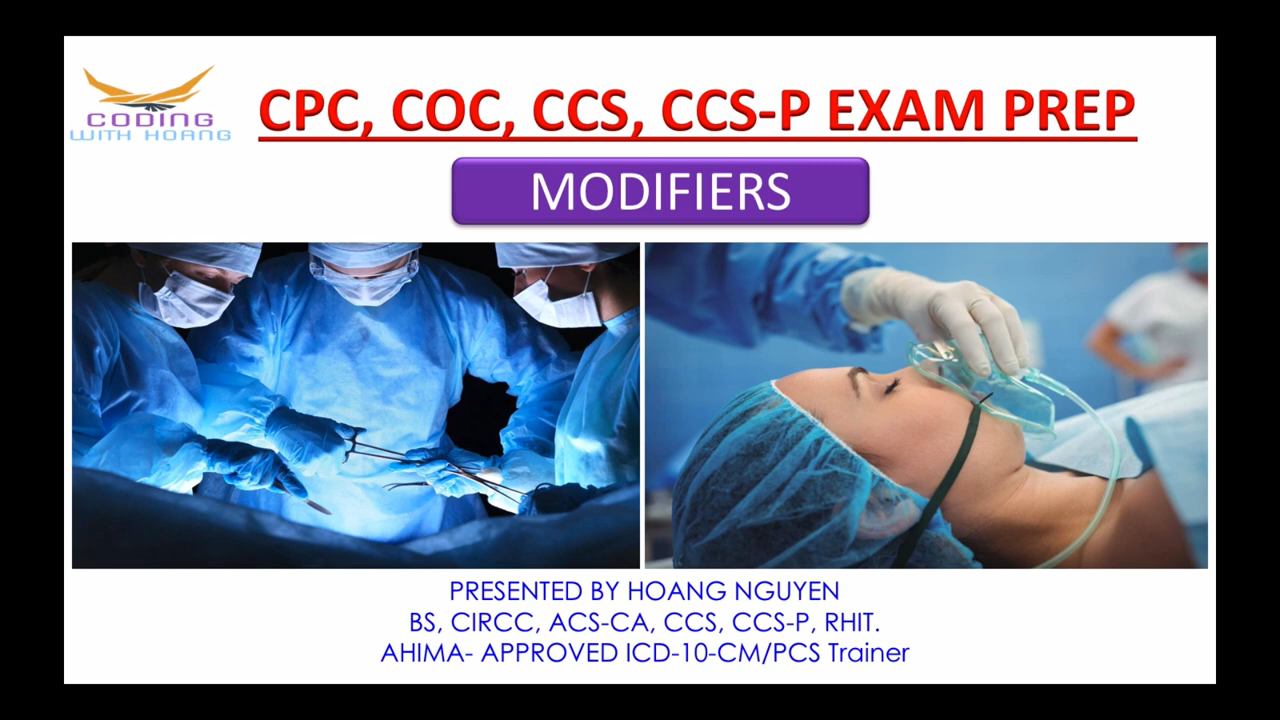 CODING
WITH HOANG
CPC, COC, CCS, CCS-P EXAM PREP
MODIFIERS
PRESENTED BY HOANG NGUYEN
BS, CIRCC, ACS-CA, CCS, CCS-P, RHIT.
AHIMA- APPROVED ICD-10-CM/PCS Trainer